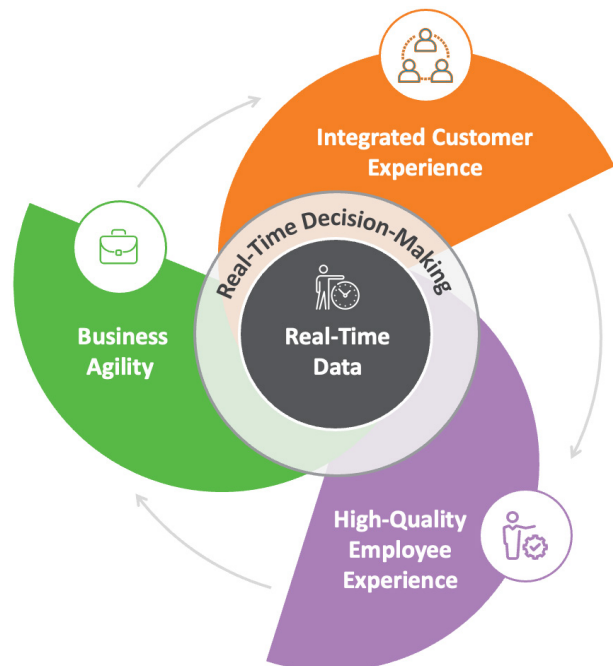 Integrated Customer
Experience
Real-Time Decision-Making
Real-Time
Data
Business
Agility
High-Quality
Employee
Experience